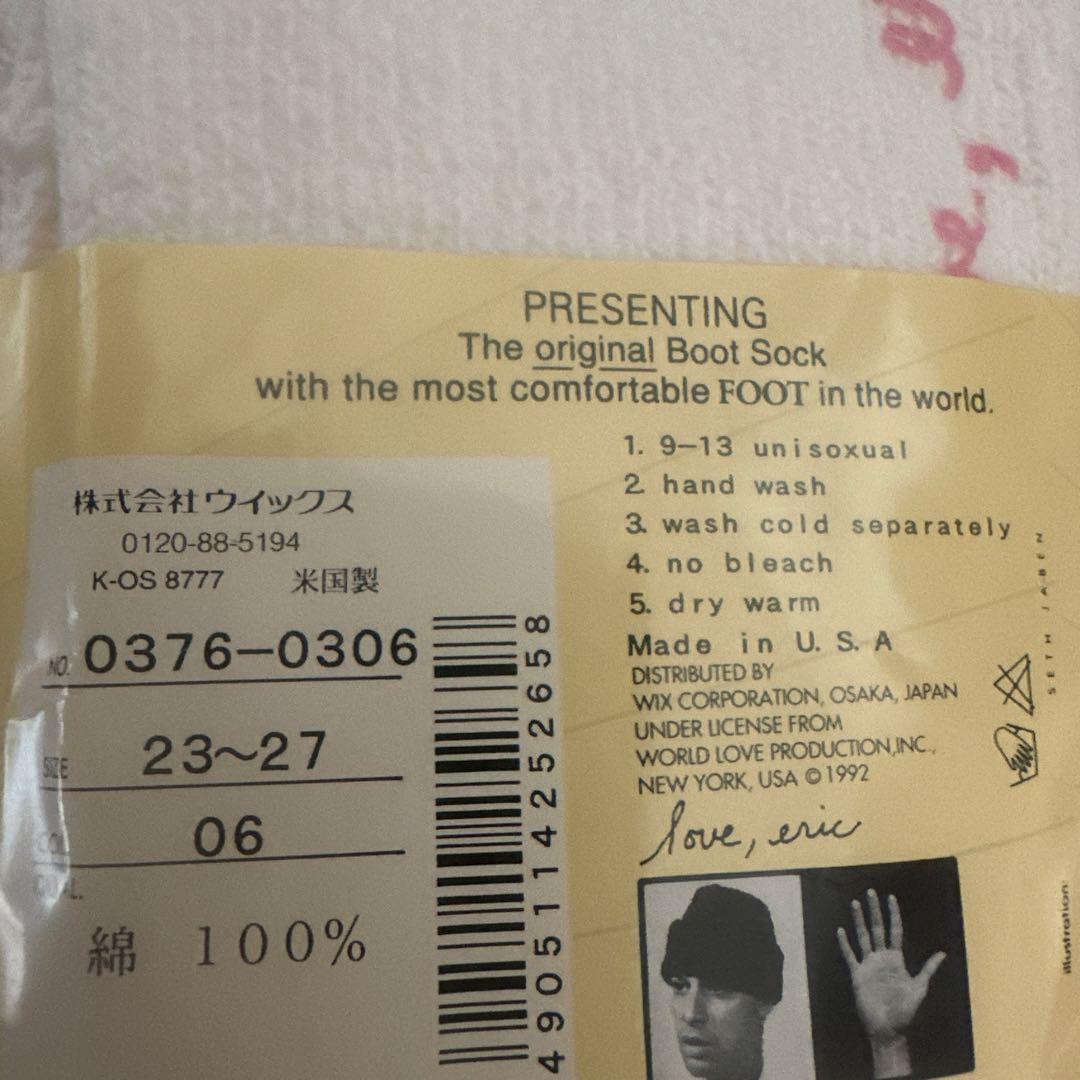 PRESENTING
The original Boot Sock
with the most comfortable FOOT in the world.
1. 9-13 unisoxual
2. hand wash
3. wash cold separately
4. no bleach
5. dry warm
Made in U. S. A
DISTRIBUTED BY
WIX CORPORATION, OSAKA, JAPAN
UNDER LICENSE FROM
WORLD LOVE PRODUCTION,INC.,
NEW YORK, USA ©1992
love, eric
株式会社ウイックス
0120-88-5194
K-OS 8777 米国製
NO. 0376-0306
SIZE 23~27
COL. 06
QUAL.
綿 100%
4905114252658
SETH JABEN
illustration: